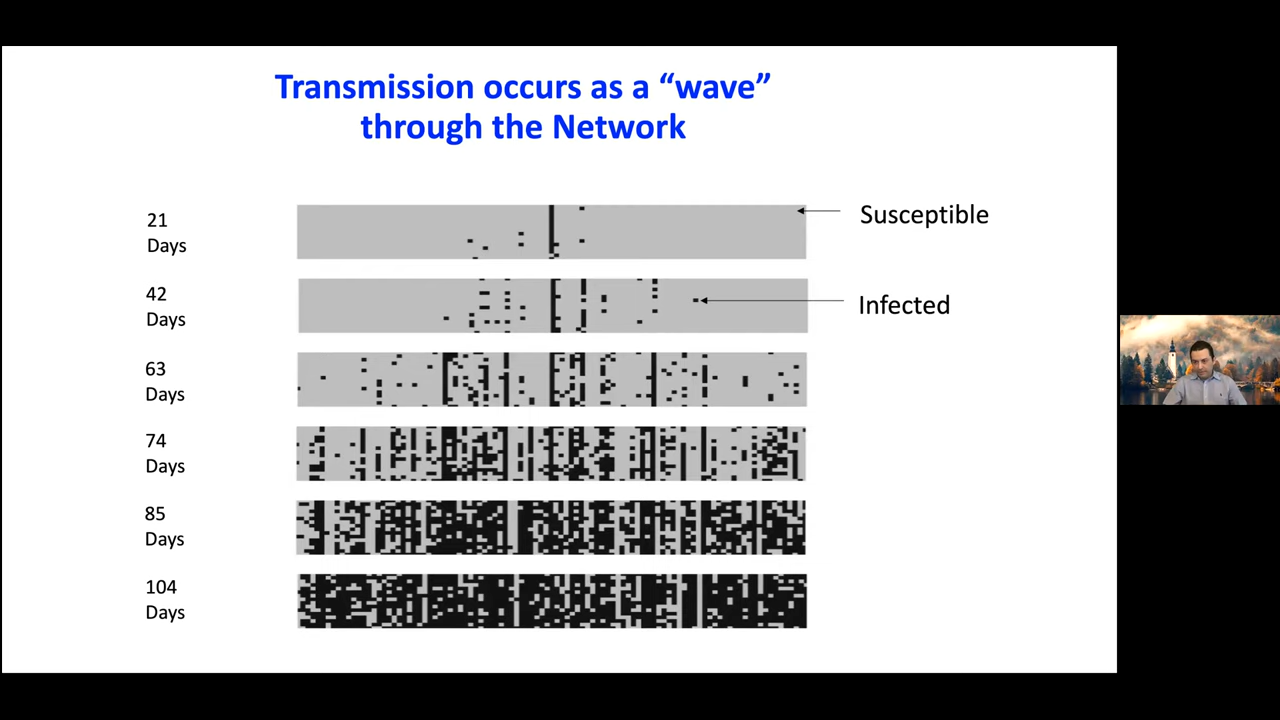 Transmission occurs as a “wave”
through the Network
21
Days
Susceptible
42
Days
Infected
63
Days
74
Days
85
Days
104
Days